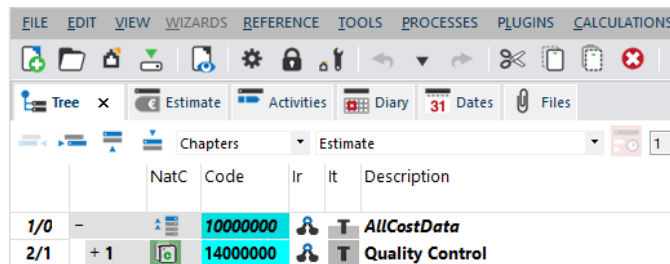 FILE EDIT VIEW WIZARDS REFERENCE TOOLS PROCESSES PLUGINS CALCULATIONS
Tree x Estimate Activities Diary 31 Dates Files
Chapters Estimate 1
NatC Code Ir It Description
1/0 - 10000000 T AllCostData
2/1 + 1 14000000 T Quality Control